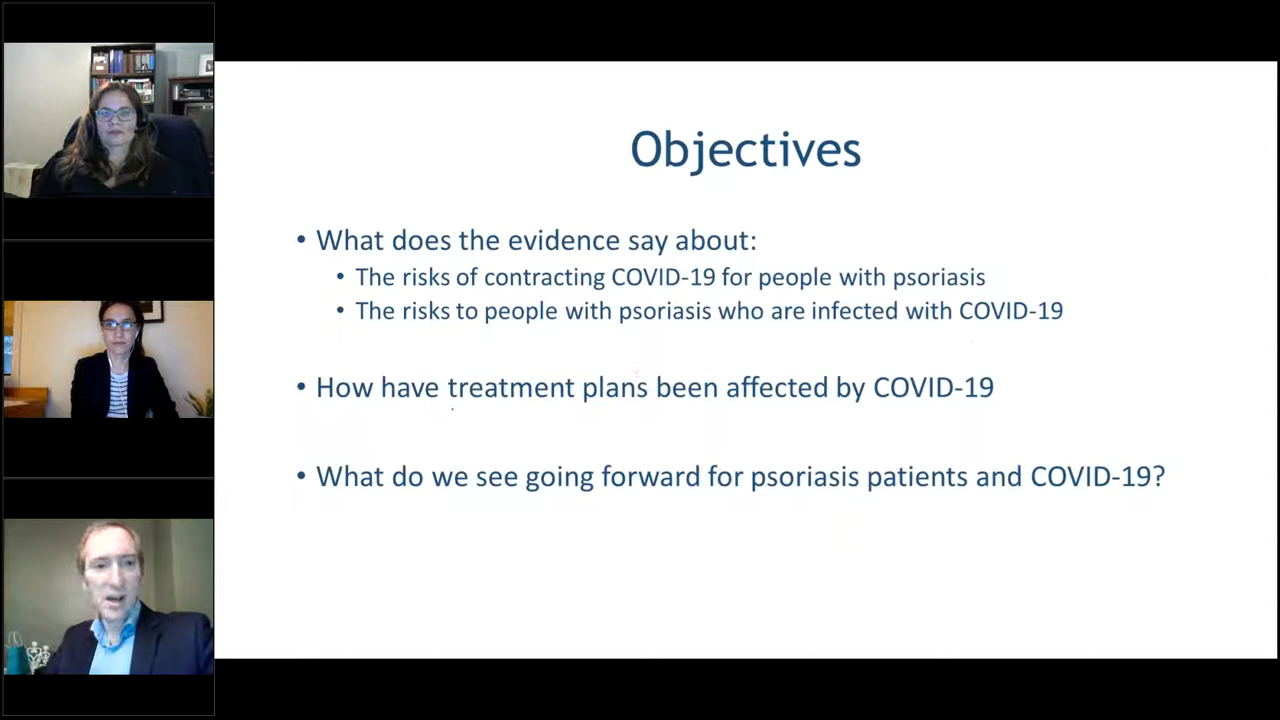 Objectives
• What does the evidence say about:
• The risks of contracting COVID-19 for people with psoriasis
• The risks to people with psoriasis who are infected with COVID-19
• How have treatment plans been affected by COVID-19
• What do we see going forward for psoriasis patients and COVID-19?